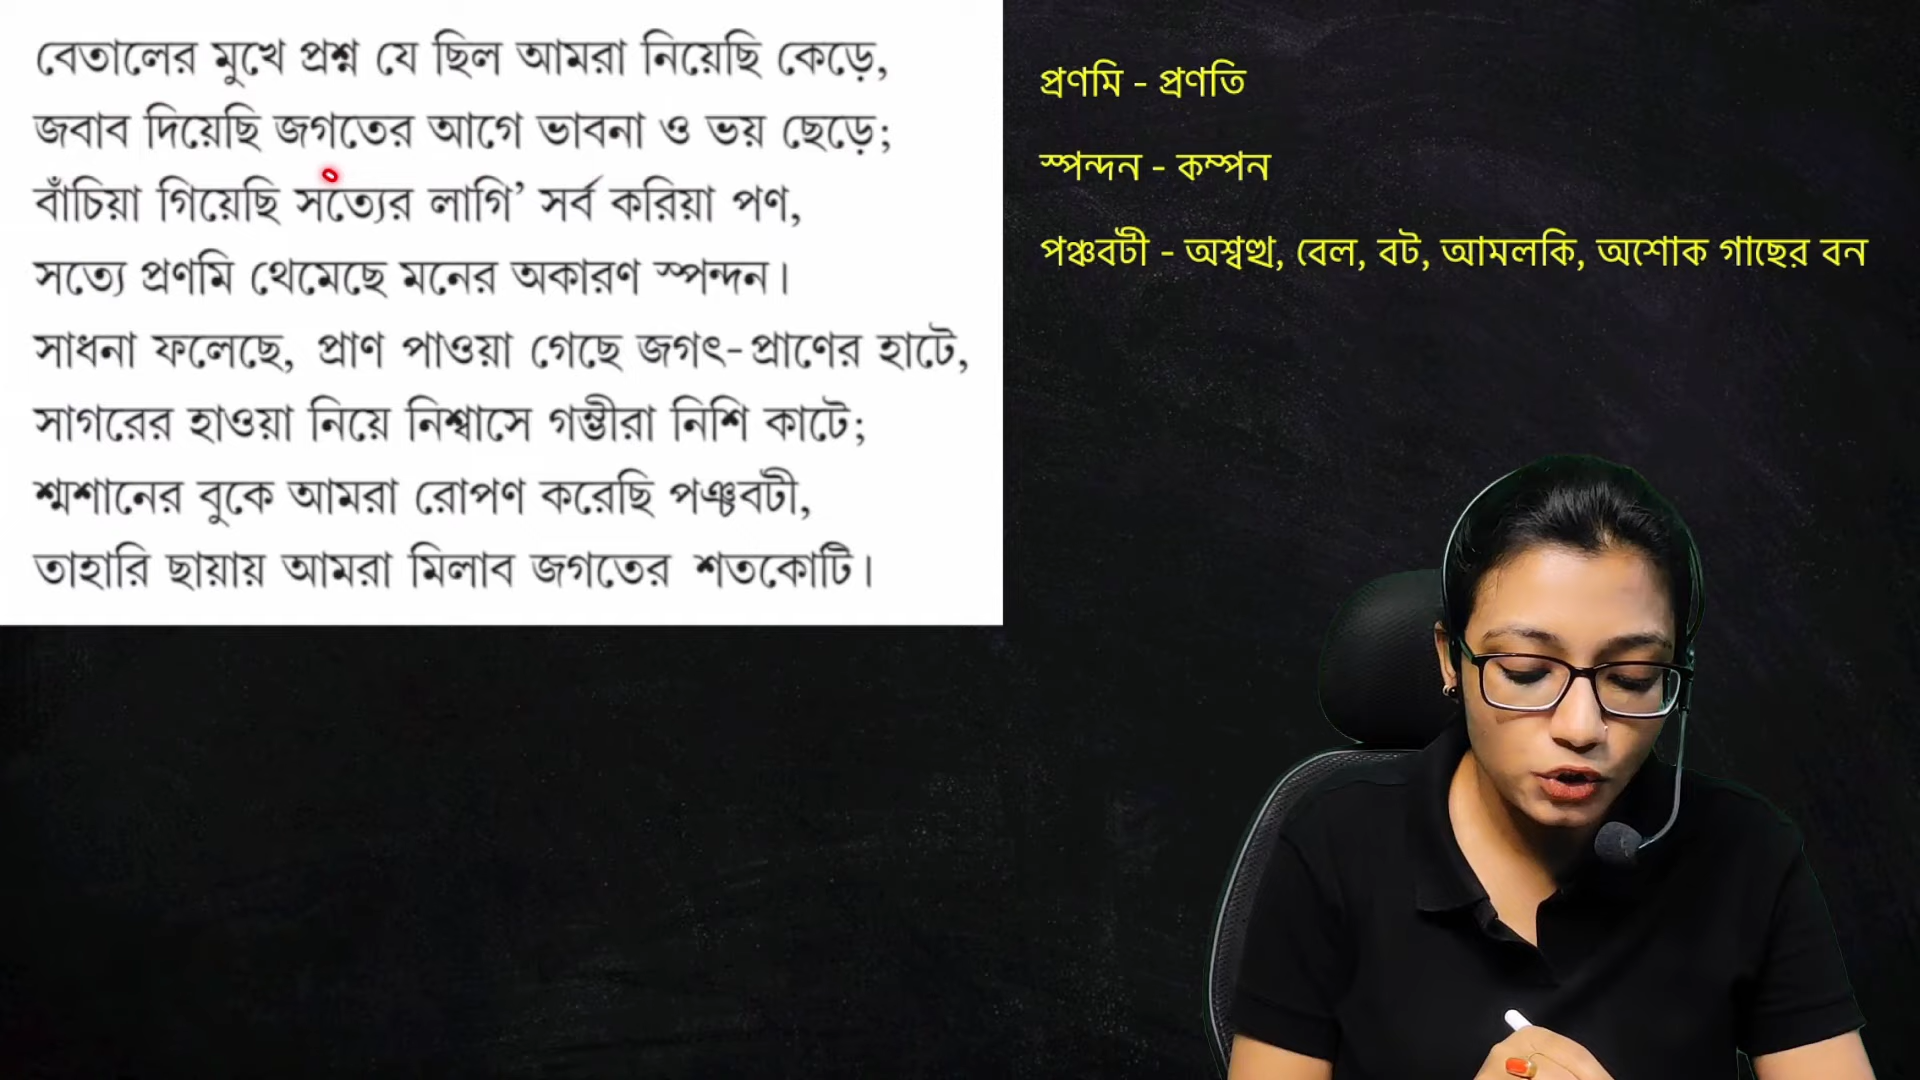 বেতালের মুখে প্রশ্ন যে ছিল আমরা নিয়েছি কেড়ে,
জবাব দিয়েছি জগতের আগে ভাবনা ও ভয় ছেড়ে;
বাঁচিয়া গিয়েছি সত্যের লাগি’ সর্ব করিয়া পণ,
সত্যে প্রণমি থেমেছে মনের অকারণ স্পন্দন।
সাধনা ফলেছে, প্রাণ পাওয়া গেছে জগৎ-প্রাণের হাটে,
সাগরের হাওয়া নিয়ে নিশ্বাসে গম্ভীরা নিশি কাটে;
শ্মশানের বুকে আমরা রোপণ করেছি পঞ্চবটী,
তাহারি ছায়ায় আমরা মিলাব জগতের শতকোটি।
প্রণমি - প্রণতি
স্পন্দন - কম্পন
পঞ্চবটী - অশ্বত্থ, বেল, বট, আমলকি, অশোক গাছের বন